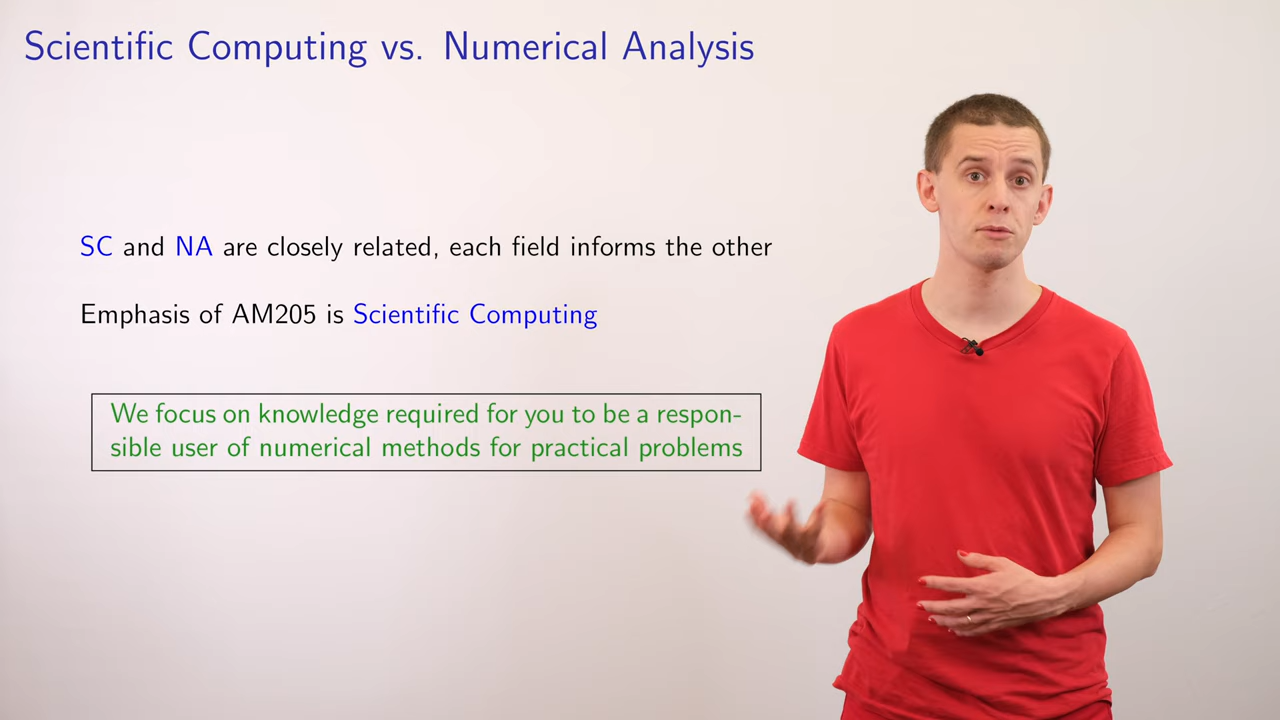 Scientific Computing vs. Numerical Analysis
SC and NA are closely related, each field informs the other
Emphasis of AM205 is Scientific Computing
We focus on knowledge required for you to be a respon-
sible user of numerical methods for practical problems